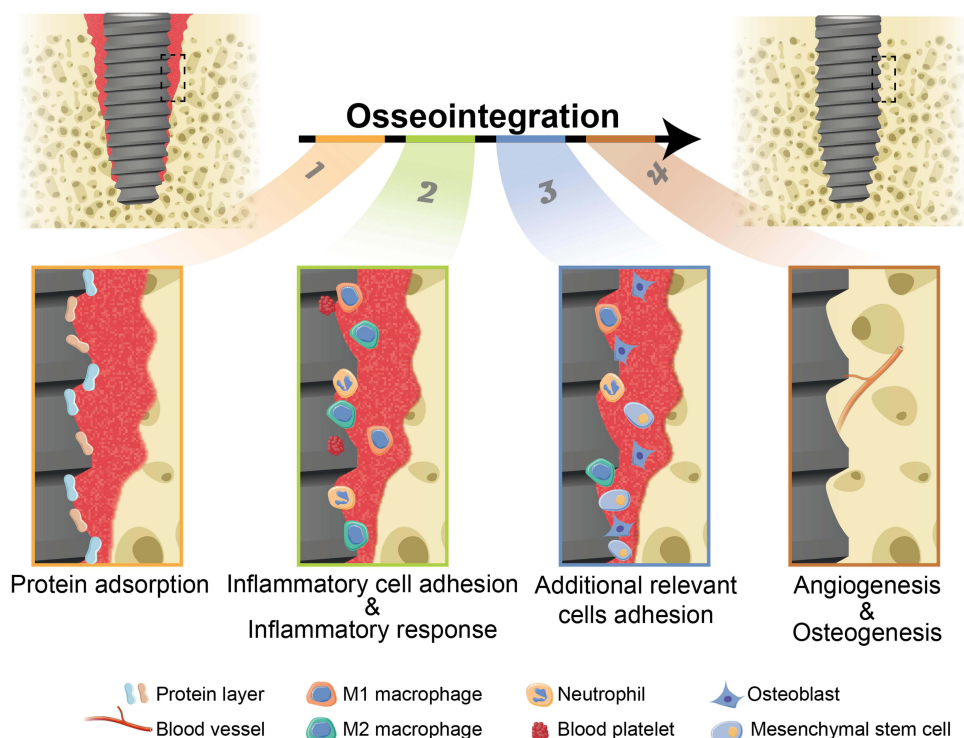 Osseointegration
1
2
3
4
Protein adsorption
Inflammatory cell adhesion
&
Inflammatory response
Additional relevant
cells adhesion
Angiogenesis
&
Osteogenesis
Protein layer
M1 macrophage
Neutrophil
Osteoblast
Blood vessel
M2 macrophage
Blood platelet
Mesenchymal stem cell